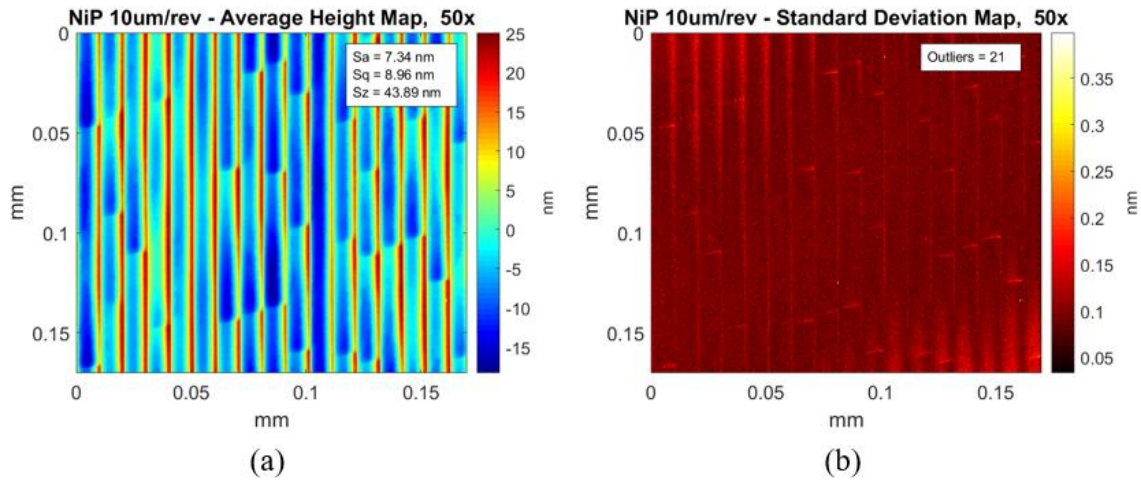 NiP 10um/rev - Average Height Map, 50x
Sa = 7.34 nm
Sq = 8.96 nm
Sz = 43.89 nm
0
0.05
0.1
0.15
mm
0 0.05 0.1 0.15
mm
25
20
15
10
5
0
-5
-10
-15
nm
(a)
NiP 10um/rev - Standard Deviation Map, 50x
Outliers = 21
0
0.05
0.1
0.15
mm
0 0.05 0.1 0.15
mm
0.35
0.3
0.25
0.2
0.15
0.1
0.05
nm
(b)